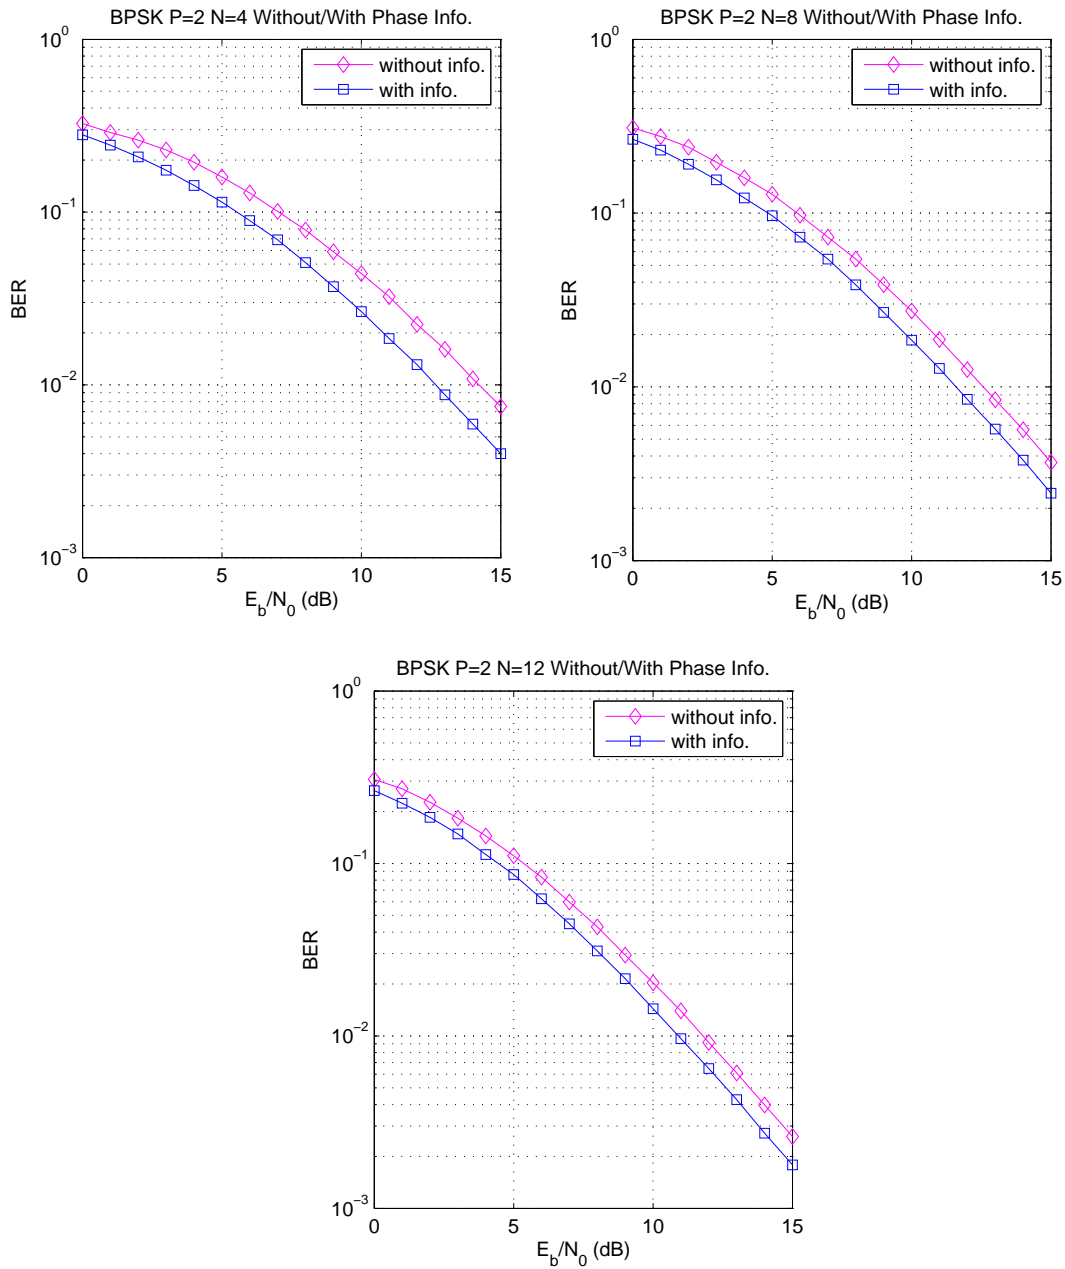 BPSK P=2 N=4 Without/With Phase Info.
10^0
10^-1
10^-2
10^-3
BER
0 5 10 15
E_b/N_0 (dB)
without info.
with info.
BPSK P=2 N=8 Without/With Phase Info.
10^0
10^-1
10^-2
10^-3
BER
0 5 10 15
E_b/N_0 (dB)
without info.
with info.
BPSK P=2 N=12 Without/With Phase Info.
10^0
10^-1
10^-2
10^-3
BER
0 5 10 15
E_b/N_0 (dB)
without info.
with info.